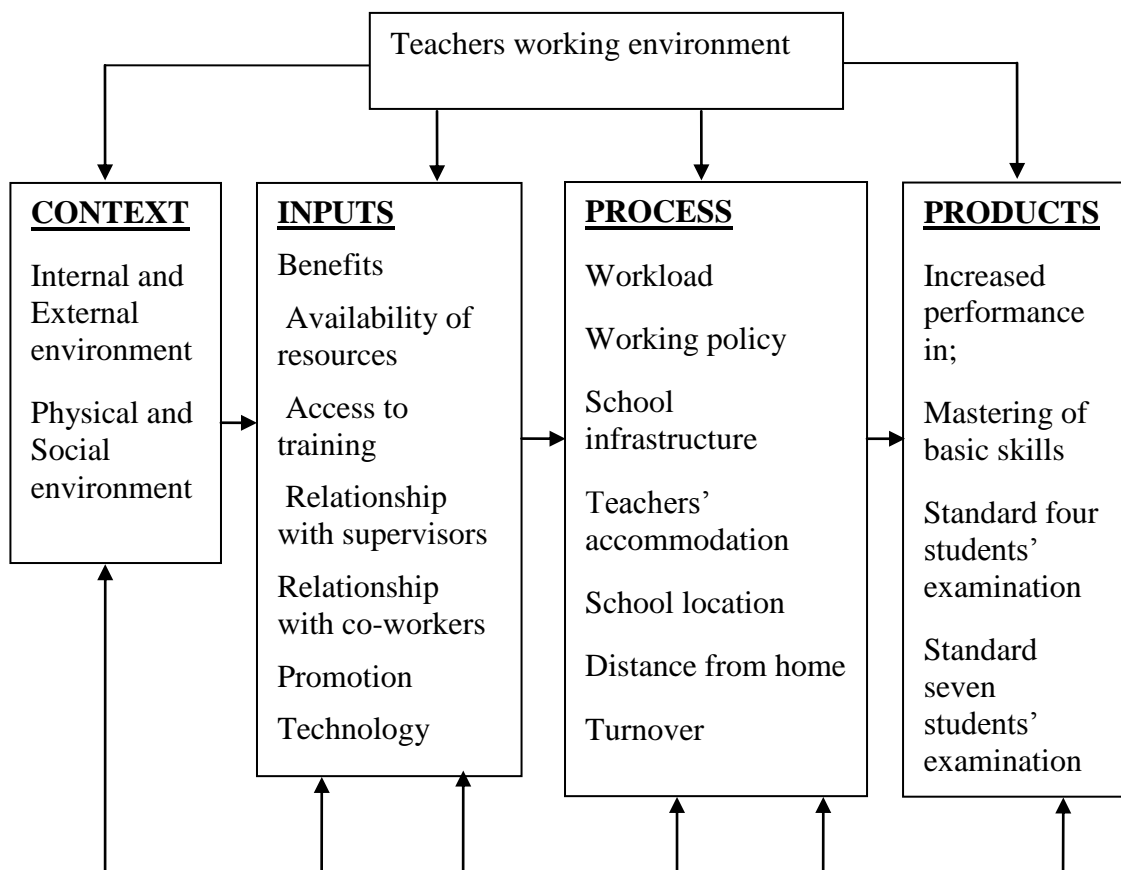 Teachers working environment
CONTEXT
Internal and
External
environment
Physical and
Social
environment
INPUTS
Benefits
Availability of
resources
Access to
training
Relationship
with supervisors
Relationship
with co-workers
Promotion
Technology
PROCESS
Workload
Working policy
School
infrastructure
Teachers’
accommodation
School location
Distance from home
Turnover
PRODUCTS
Increased
performance
in;
Mastering of
basic skills
Standard four
students’
examination
Standard
seven
students’
examination